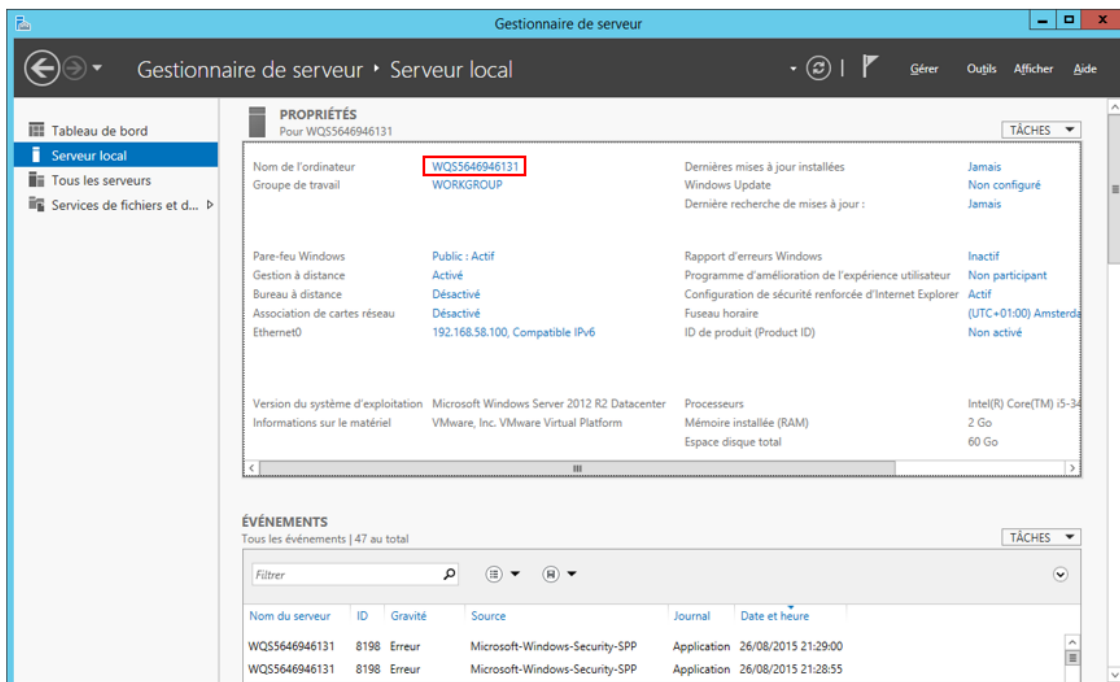 Gestionnaire de serveur
Gestionnaire de serveur ‣ Serveur local
Gérer Outils Afficher Aide
Tableau de bord
Serveur local
Tous les serveurs
Services de fichiers et d...
PROPRIÉTÉS
Pour WQS5646946131
TÂCHES
Nom de l'ordinateur WQS5646946131 Dernières mises à jour installées Jamais
Groupe de travail WORKGROUP Windows Update Non configuré
Dernière recherche de mises à jour : Jamais
Pare-feu Windows Public : Actif Rapport d'erreurs Windows Inactif
Gestion à distance Activé Programme d'amélioration de l'expérience utilisateur Non participant
Bureau à distance Désactivé Configuration de sécurité renforcée d'Internet Explorer Actif
Association de cartes réseau Désactivé Fuseau horaire (UTC+01:00) Amsterda
Ethernet0 192.168.58.100, Compatible IPv6 ID de produit (Product ID) Non activé
Version du système d'exploitation Microsoft Windows Server 2012 R2 Datacenter Processeurs Intel(R) Core(TM) i5-34
Informations sur le matériel VMware, Inc. VMware Virtual Platform Mémoire installée (RAM) 2 Go
Espace disque total 60 Go
ÉVÉNEMENTS
Tous les événements | 47 au total
TÂCHES
Filtrer
Nom du serveur ID Gravité Source Journal Date et heure
WQS5646946131 8198 Erreur Microsoft-Windows-Security-SPP Application 26/08/2015 21:29:00
WQS5646946131 8198 Erreur Microsoft-Windows-Security-SPP Application 26/08/2015 21:28:55